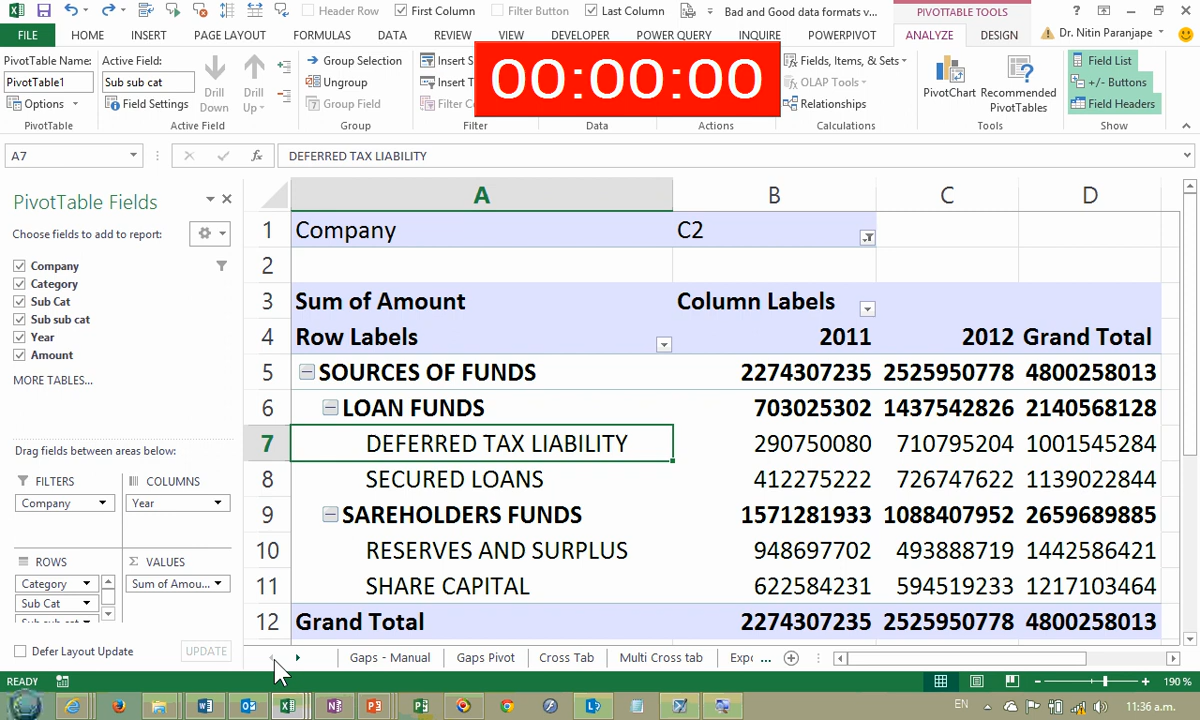 Header Row First Column Filter Button Last Column Bad and Good data formats v... PIVOTTABLE TOOLS ?
FILE HOME INSERT PAGE LAYOUT FORMULAS DATA REVIEW VIEW DEVELOPER POWER QUERY INQUIRE POWERPIVOT ANALYZE DESIGN Dr. Nitin Paranjape
PivotTable Name:
PivotTable1
Options
PivotTable
Active Field:
Sub sub cat
Field Settings
Drill Down
Drill Up
Active Field
Group Selection
Ungroup
Group Field
Group
Insert S
Insert T
Filter C
Filter
00:00:00
Data
Actions
Fields, Items, & Sets
OLAP Tools
Relationships
Calculations
PivotChart
Recommended PivotTables
Tools
Field List
+/- Buttons
Field Headers
Show
A7 fx DEFERRED TAX LIABILITY
PivotTable Fields
Choose fields to add to report:
Company
Category
Sub Cat
Sub sub cat
Year
Amount
MORE TABLES...
Drag fields between areas below:
FILTERS COLUMNS
Company Year
ROWS Σ VALUES
Category Sum of Amou...
Sub Cat
Defer Layout Update UPDATE
A B C D
1 Company C2
2
3 Sum of Amount Column Labels
4 Row Labels 2011 2012 Grand Total
5 SOURCES OF FUNDS 2274307235 2525950778 4800258013
6 LOAN FUNDS 703025302 1437542826 2140568128
7 DEFERRED TAX LIABILITY 290750080 710795204 1001545284
8 SECURED LOANS 412275222 726747622 1139022844
9 SAREHOLDERS FUNDS 1571281933 1088407952 2659689885
10 RESERVES AND SURPLUS 948697702 493888719 1442586421
11 SHARE CAPITAL 622584231 594519233 1217103464
12 Grand Total 2274307235 2525950778 4800258013
Gaps - Manual Gaps Pivot Cross Tab Multi Cross tab Expo ...
READY 190 %
EN 11:36 a.m.